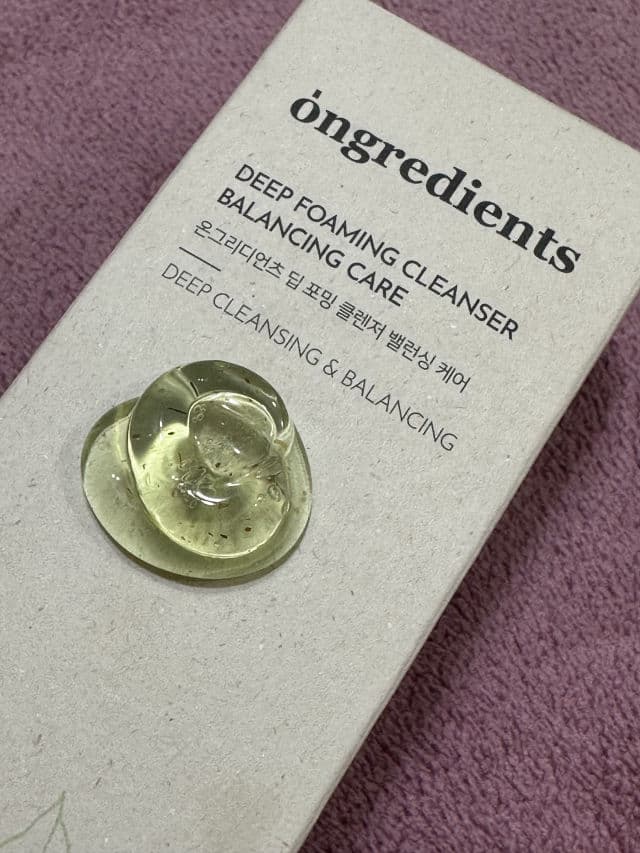 óngredients
DEEP FOAMING CLEANSER
BALANCING CARE
온그리디언츠 딥 포밍 클렌저 밸런싱 케어
DEEP CLEANSING & BALANCING